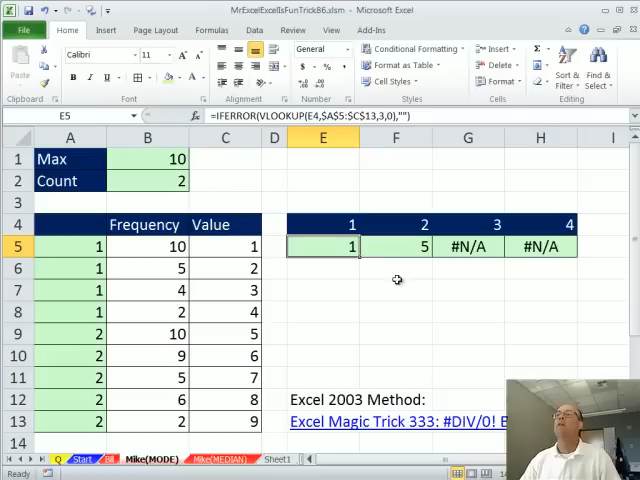 MrExcelExcelIsFunTrick86.xlsm - Microsoft Excel
File Home Insert Page Layout Formulas Data Review View Add-Ins
Paste Calibri 11 General Conditional Formatting Insert Σ
B I U $ % , Format as Table Delete Sort & Filter Find & Select
Cell Styles Format
Clipboard Font Alignment Number Styles Cells Editing
E5 fx =IFERROR(VLOOKUP(E4,$A$5:$C$13,3,0),"")
A B C D E F G H I
1 Max 10
2 Count 2
3
4 Frequency Value 1 2 3 4
5 1 10 1 1 5 #N/A #N/A
6 1 5 2
7 1 4 3
8 1 2 4
9 2 10 5
10 2 9 6
11 2 5 7
12 2 6 8 Excel 2003 Method:
13 2 2 9 Excel Magic Trick 333: #DIV/0! B
14
Q Start Bill Mike(MODE) Mike(MEDIAN) Sheet1
Ready